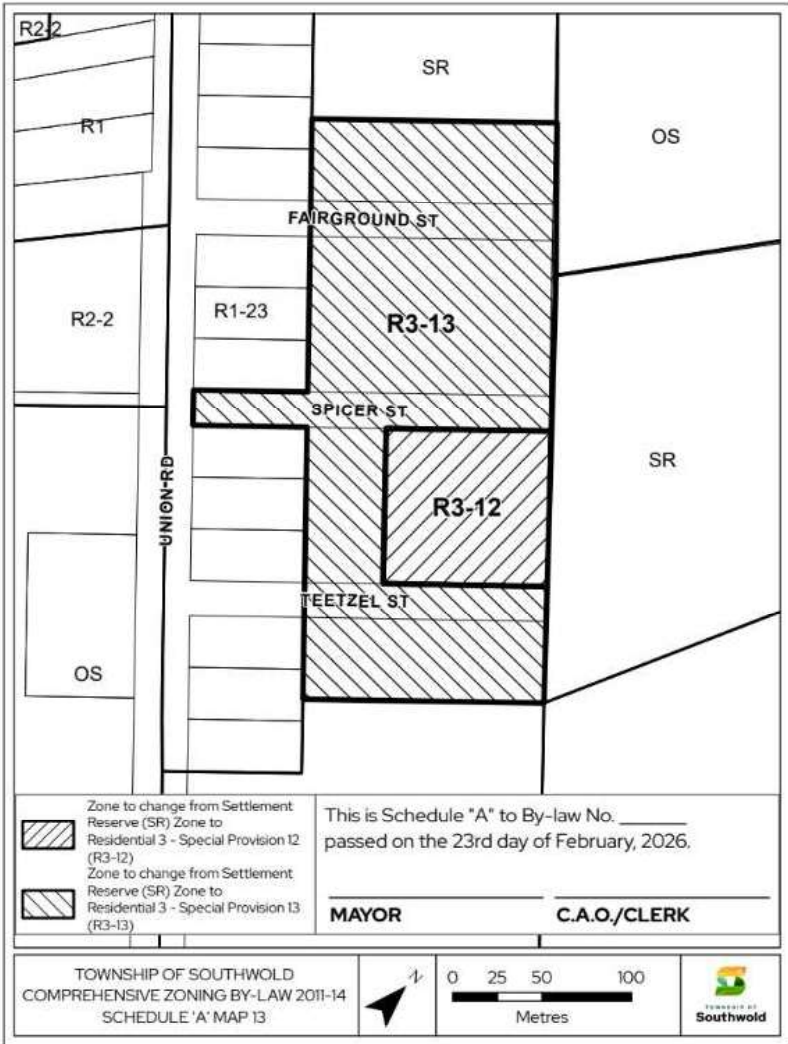 R2-2
SR
R1
OS
FAIRGROUND ST
R2-2
R1-23
R3-13
SPICER ST
UNION RD
SR
R3-12
TEETZEL ST
OS
Zone to change from Settlement
Reserve (SR) Zone to
Residential 3 - Special Provision 12
(R3-12)
Zone to change from Settlement
Reserve (SR) Zone to
Residential 3 - Special Provision 13
(R3-13)
This is Schedule "A" to By-law No. ______
passed on the 23rd day of February, 2026.
MAYOR
C.A.O./CLERK
TOWNSHIP OF SOUTHWOLD
COMPREHENSIVE ZONING BY-LAW 2011-14
SCHEDULE 'A' MAP 13
N
0 25 50 100
Metres
TOWNSHIP OF
Southwold